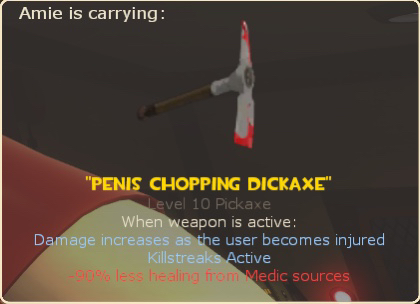 Amie is carrying:
"PENIS CHOPPING DICKAXE"
Level 10 Pickaxe
When weapon is active:
Damage increases as the user becomes injured
Killstreaks Active
-90% less healing from Medic sources